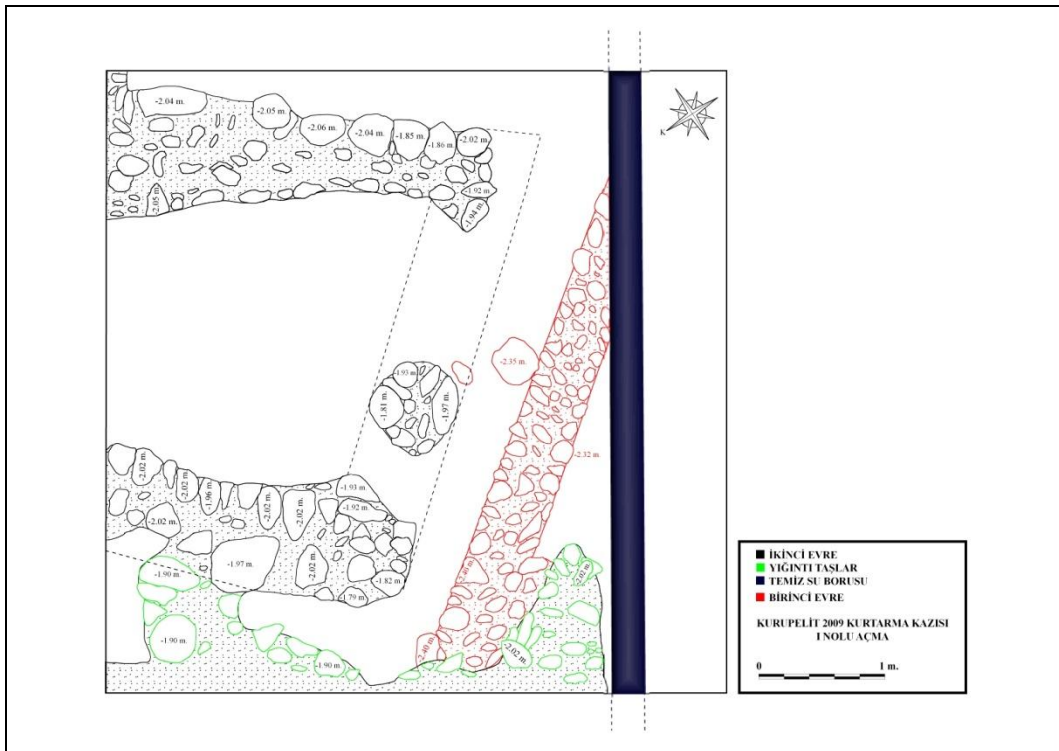 -2.04 m.
-2.05 m.
-2.06 m.
-2.04 m.
-1.85 m.
-1.86 m.
-2.02 m.
K
-1.92 m.
-2.05 m.
-1.94 m.
-2.35 m.
-1.93 m.
-1.81 m.
-1.97 m.
-2.32 m.
-2.02 m.
-2.02 m.
-1.96 m.
-2.02 m.
-2.02 m.
-1.93 m.
-1.92 m.
-2.02 m.
-1.97 m.
-2.02 m.
-1.82 m.
-1.79 m.
-1.90 m.
-1.90 m.
-1.90 m.
-2.40 m.
-2.40 m.
-2.02 m.
-2.02 m.
İKİNCİ EVRE
YIĞINTI TAŞLAR
TEMİZ SU BORUSU
BİRİNCİ EVRE
KURUPELİT 2009 KURTARMA KAZISI
I NOLU AÇMA
0 1 m.